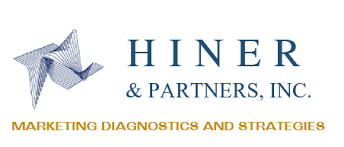 HINER
& PARTNERS, INC.
MARKETING DIAGNOSTICS AND STRATEGIES